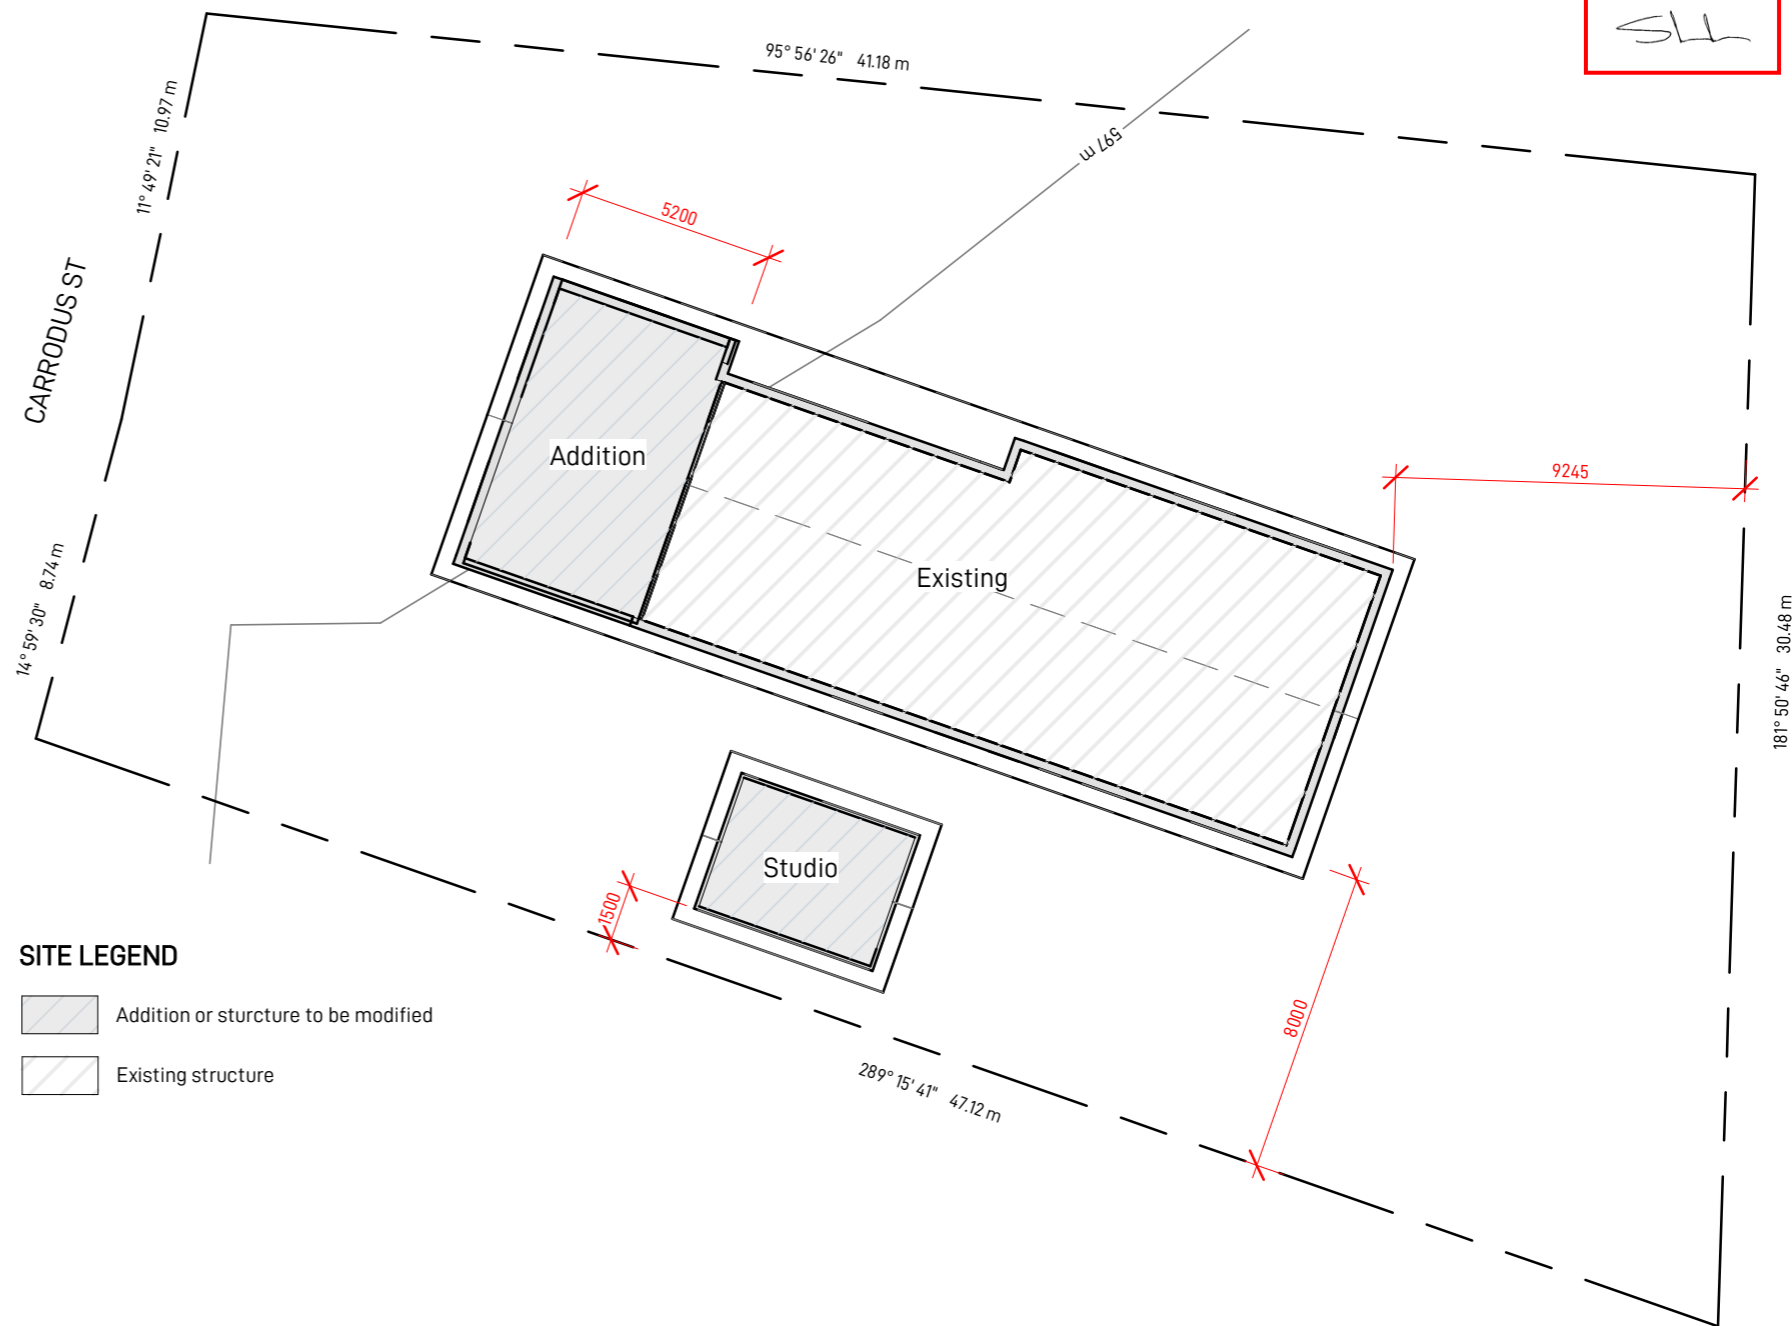 SLL
95° 56' 26" 41.18 m
11° 49' 21" 10.97 m
597 m
5200
CARRODUS ST
Addition
9245
Existing
14° 59' 30" 8.74 m
181° 50' 46" 30.48 m
Studio
1500
SITE LEGEND
Addition or sturcture to be modified
Existing structure
8000
289° 15' 41" 47.12 m